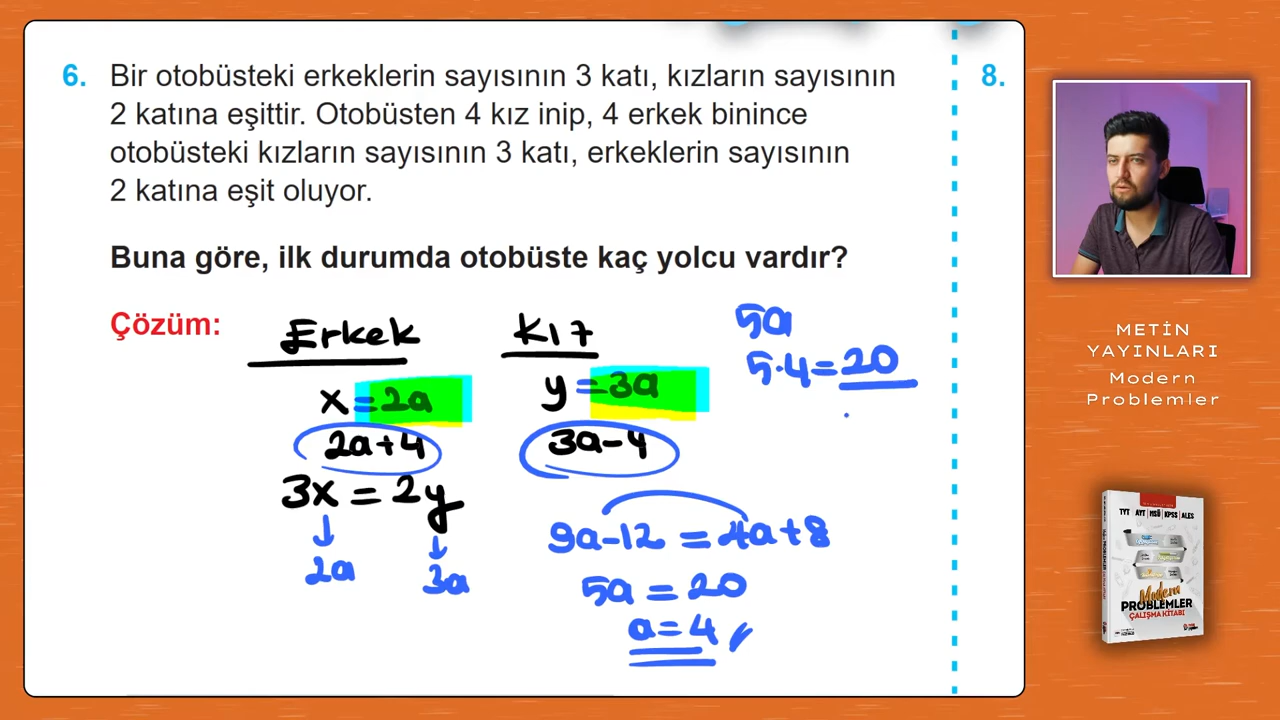 6. Bir otobüsteki erkeklerin sayısının 3 katı, kızların sayısının
2 katına eşittir. Otobüsten 4 kız inip, 4 erkek binince
otobüsteki kızların sayısının 3 katı, erkeklerin sayısının
2 katına eşit oluyor.
Buna göre, ilk durumda otobüste kaç yolcu vardır?
Çözüm:
Erkek
x=2a
2a+4
3x=2y
2a
3a
Kız
y=3a
3a-4
9a-12=4a+8
5a=20
a=4
5a
5·4=20
8.
METİN
YAYINLARI
Modern
Problemler
TYT AYT MSÜ KPSS ALES
Modern
PROBLEMLER
ÇALIŞMA KİTABI